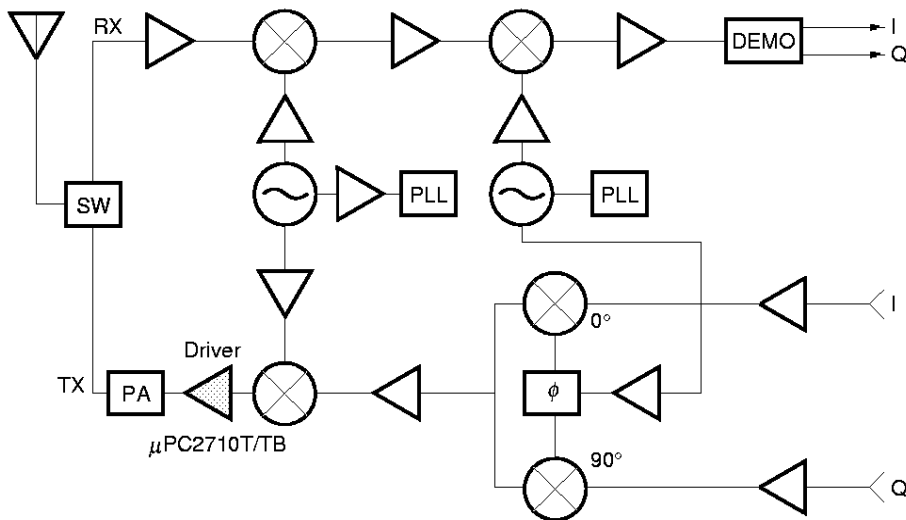 RX
DEMO
I
Q
SW
PLL
PLL
0°
I
Driver
TX
PA
ϕ
μPC2710T/TB
90°
Q